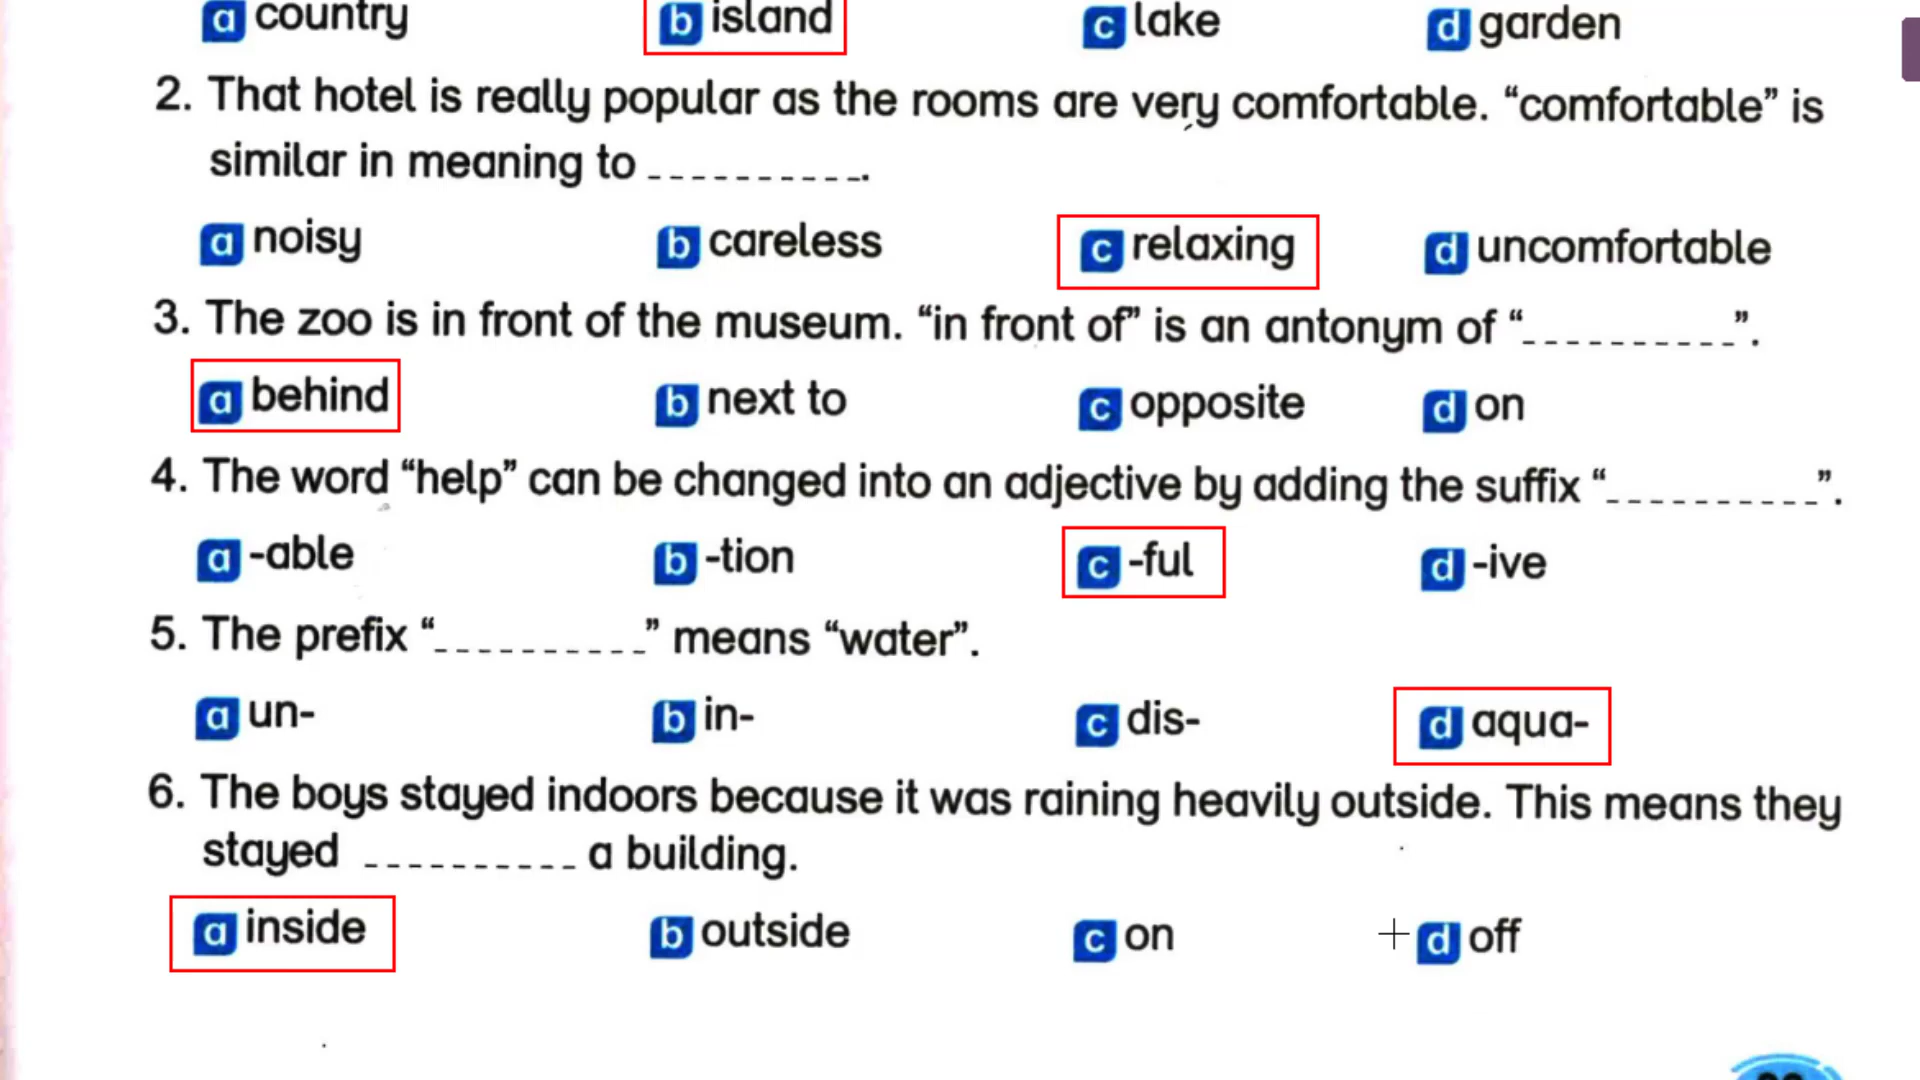 a country b island c lake d garden
2. That hotel is really popular as the rooms are very comfortable. “comfortable” is
similar in meaning to __________.
a noisy b careless c relaxing d uncomfortable
3. The zoo is in front of the museum. “in front of” is an antonym of “__________”.
a behind b next to c opposite d on
4. The word “help” can be changed into an adjective by adding the suffix “__________”.
a -able b -tion c -ful d -ive
5. The prefix “__________” means “water”.
a un- b in- c dis- d aqua-
6. The boys stayed indoors because it was raining heavily outside. This means they
stayed __________ a building.
a inside b outside c on d off